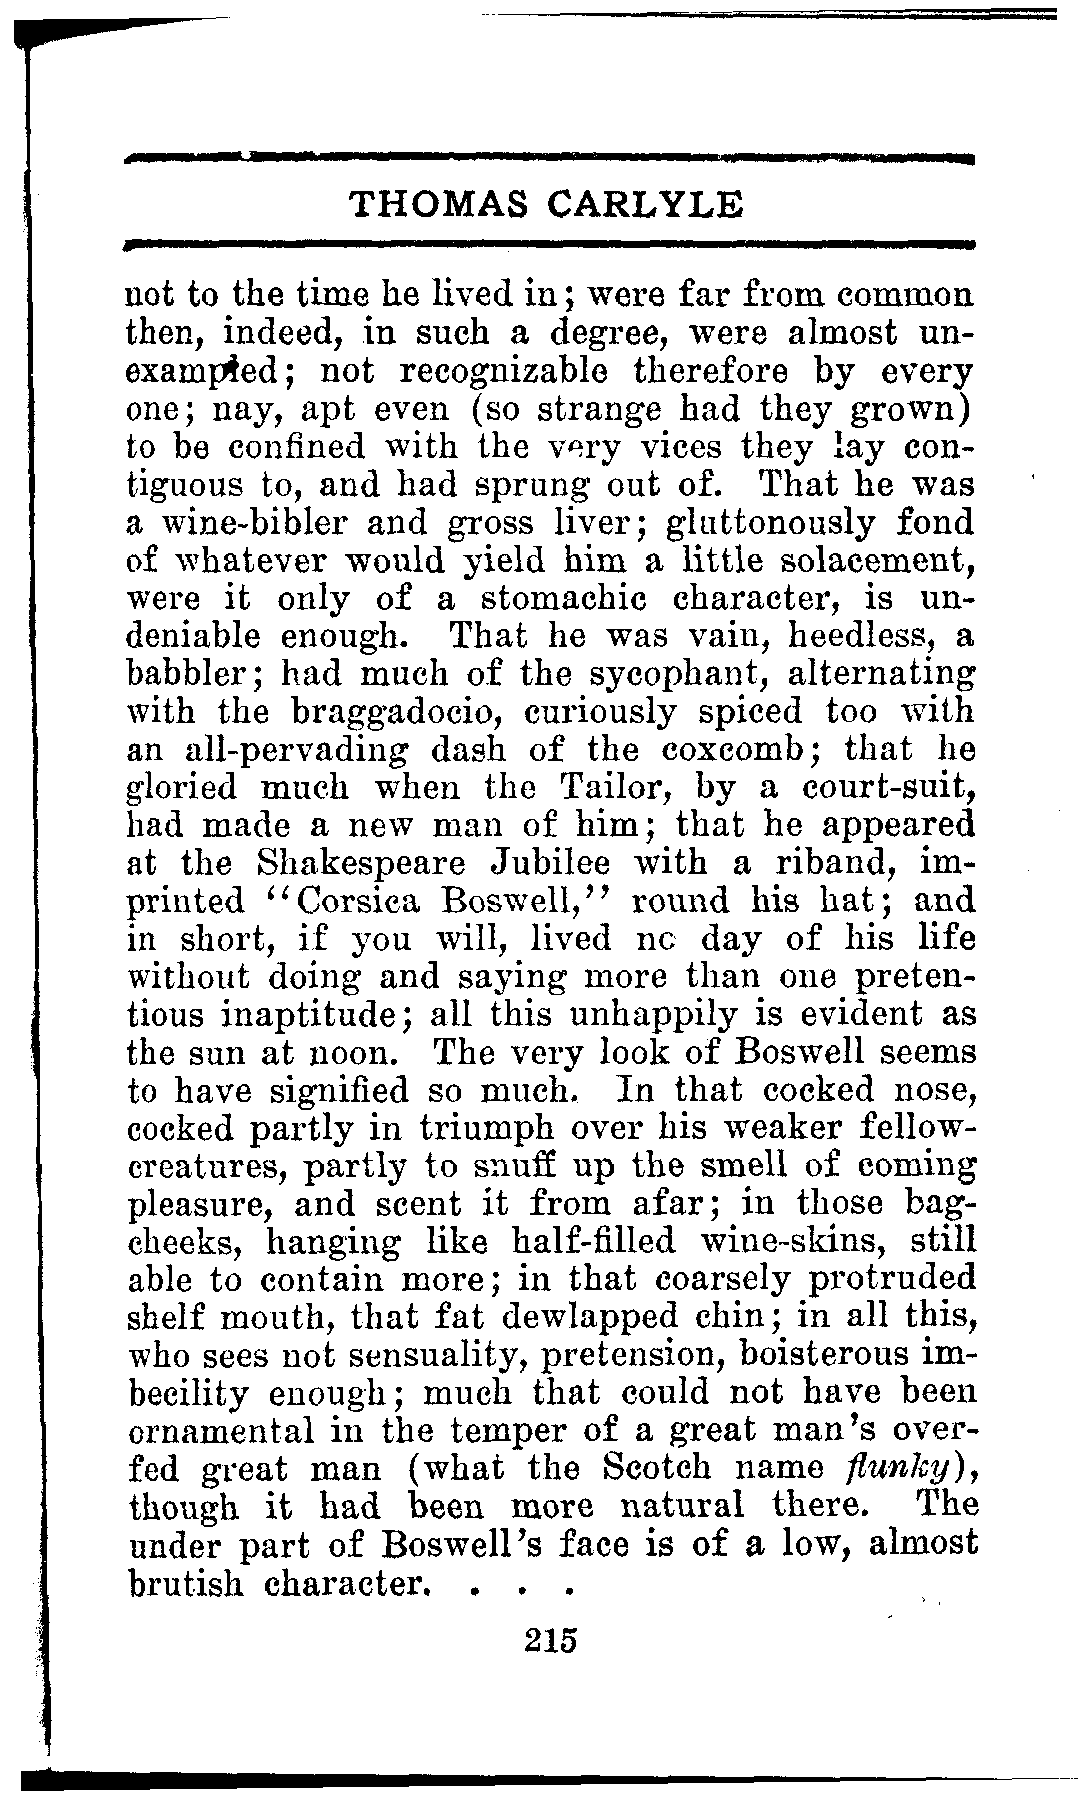 THOMAS CARLYLE
not to the time he lived in; were far from common
then, indeed, in such a degree, were almost un-
exampled; not recognizable therefore by every
one; nay, apt even (so strange had they grown)
to be confined with the very vices they lay con-
tiguous to, and had sprung out of. That he was
a wine-bibler and gross liver; gluttonously fond
of whatever would yield him a little solacement,
were it only of a stomachic character, is un-
deniable enough. That he was vain, heedless, a
babbler; had much of the sycophant, alternating
with the braggadocio, curiously spiced too with
an all-pervading dash of the coxcomb; that he
gloried much when the Tailor, by a court-suit,
had made a new man of him; that he appeared
at the Shakespeare Jubilee with a riband, im-
printed "Corsica Boswell," round his hat; and
in short, if you will, lived no day of his life
without doing and saying more than one preten-
tious inaptitude; all this unhappily is evident as
the sun at noon. The very look of Boswell seems
to have signified so much. In that cocked nose,
cocked partly in triumph over his weaker fellow-
creatures, partly to snuff up the smell of coming
pleasure, and scent it from afar; in those bag-
cheeks, hanging like half-filled wine-skins, still
able to contain more; in that coarsely protruded
shelf mouth, that fat dewlapped chin; in all this,
who sees not sensuality, pretension, boisterous im-
becility enough; much that could not have been
ornamental in the temper of a great man's over-
fed great man (what the Scotch name flunky),
though it had been more natural there. The
under part of Boswell's face is of a low, almost
brutish character. . . .
215